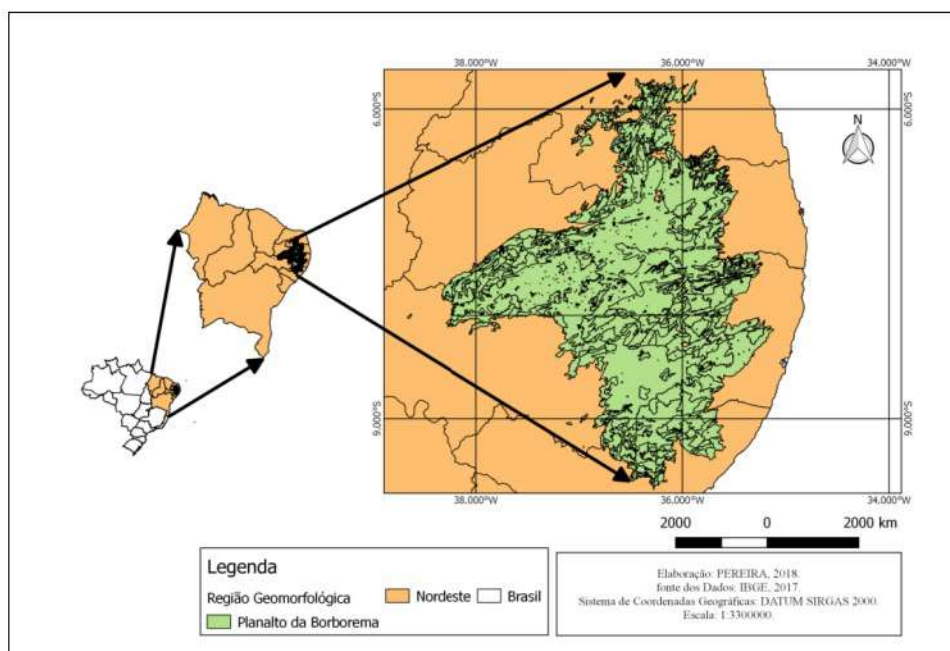 38.000°W 36.000°W 34.000°W
6.000°S 6.000°S
N
9.000°S 9.000°S
38.000°W 36.000°W 34.000°W
2000 0 2000 km
Legenda
Região Geomorfológica Nordeste Brasil
Planalto da Borborema
Elaboração: PEREIRA, 2018.
fonte dos Dados: IBGE, 2017.
Sistema de Coordenadas Geográficas: DATUM SIRGAS 2000.
Escala: 1:3300000.